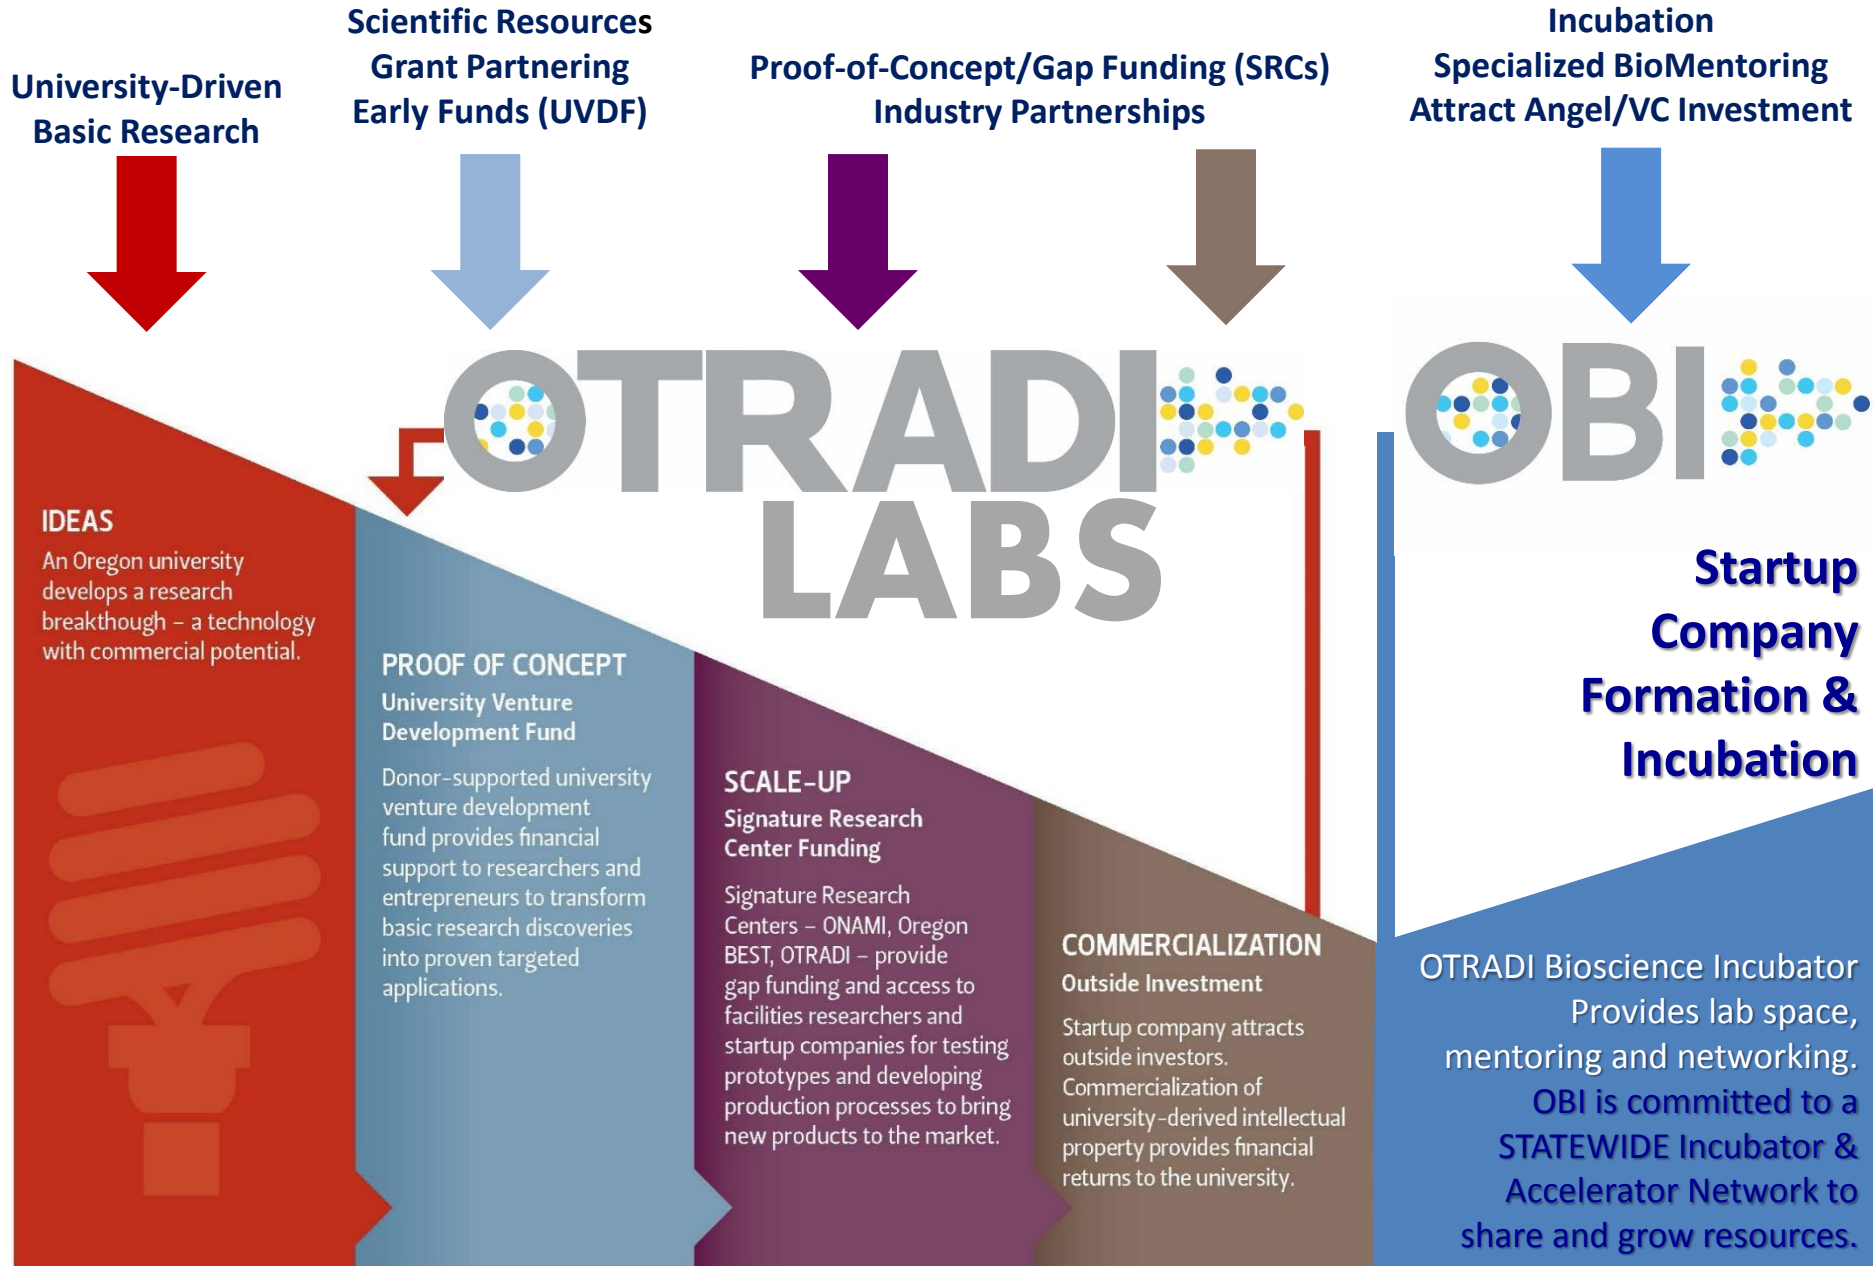 University-Driven
Basic Research
Scientific Resources
Grant Partnering
Early Funds (UVDF)
Proof-of-Concept/Gap Funding (SRCs)
Industry Partnerships
Incubation
Specialized BioMentoring
Attract Angel/VC Investment
OTRADI
LABS
OBI
IDEAS
An Oregon university
develops a research
breakthough – a technology
with commercial potential.
PROOF OF CONCEPT
University Venture
Development Fund
Donor-supported university
venture development
fund provides financial
support to researchers and
entrepreneurs to transform
basic research discoveries
into proven targeted
applications.
SCALE-UP
Signature Research
Center Funding
Signature Research
Centers – ONAMI, Oregon
BEST, OTRADI – provide
gap funding and access to
facilities researchers and
startup companies for testing
prototypes and developing
production processes to bring
new products to the market.
COMMERCIALIZATION
Outside Investment
Startup company attracts
outside investors.
Commercialization of
university-derived intellectual
property provides financial
returns to the university.
Startup
Company
Formation &
Incubation
OTRADI Bioscience Incubator
Provides lab space,
mentoring and networking.
OBI is committed to a
STATEWIDE Incubator &
Accelerator Network to
share and grow resources.